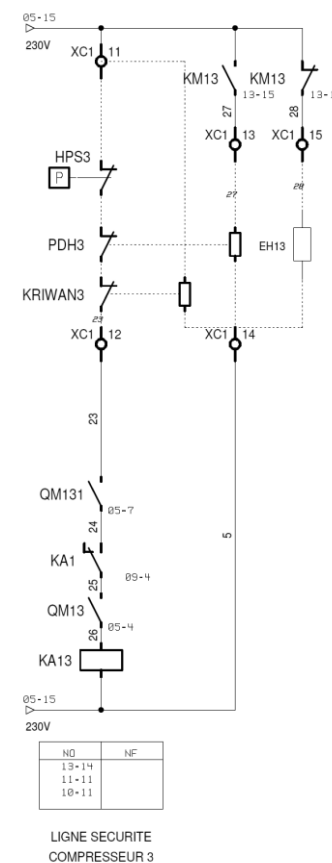 05-15
230V
XC1 11
KM13
13-15
KM13
13-1
27
28
XC1 13
XC1 15
HPS3
P
27
28
PDH3
EH13
KRIWAN3
23
XC1 12
XC1 14
23
QM131
05-7
24
5
KA1
09-4
25
QM13
05-4
26
KA13
05-15
230V
NO NF
13-14
11-11
10-11
LIGNE SECURITE
COMPRESSEUR 3